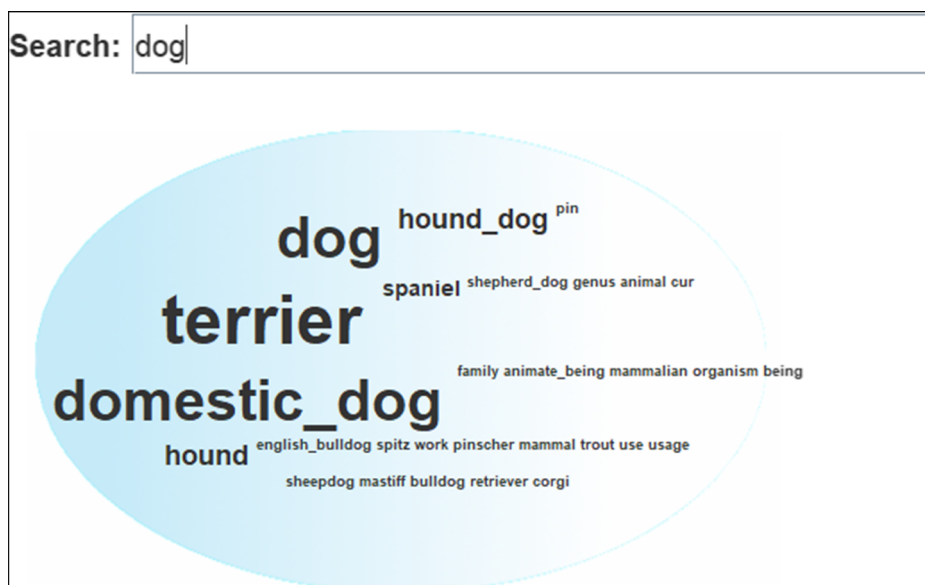 Search: dog
dog hound_dog pin
spaniel shepherd_dog genus animal cur
terrier
family animate_being mammalian organism being
domestic_dog
hound english_bulldog spitz work pinscher mammal trout use usage
sheepdog mastiff bulldog retriever corgi